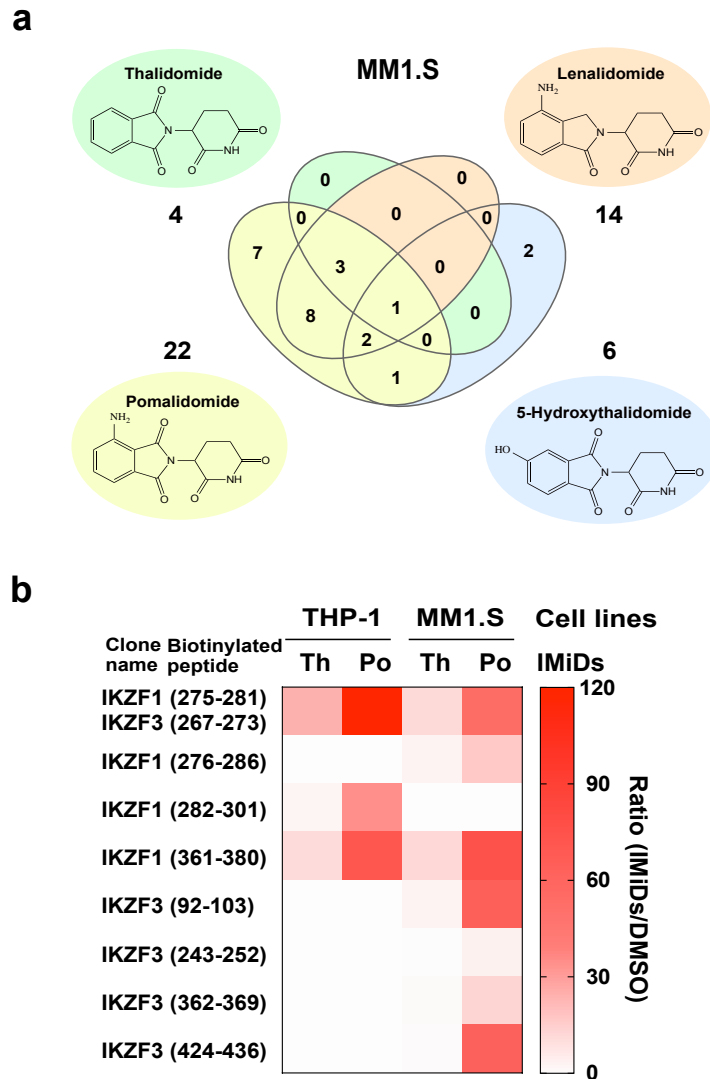 a
Thalidomide
MM1.S
Lenalidomide
O
N
O
O
NH
O
NH2
N
O
O
NH
O
4
14
0
0
0
0
0
7
2
3
0
8
1
0
2
0
1
22
6
Pomalidomide
5-Hydroxythalidomide
NH2
O
N
O
O
NH
O
HO
O
N
O
O
NH
O
b
THP-1 MM1.S Cell lines
Clone name Biotinylated peptide
Th Po Th Po IMiDs
IKZF1 (275-281)
IKZF3 (267-273)
IKZF1 (276-286)
IKZF1 (282-301)
IKZF1 (361-380)
IKZF3 (92-103)
IKZF3 (243-252)
IKZF3 (362-369)
IKZF3 (424-436)
120
90
60
30
0
Ratio (IMiDs/DMSO)